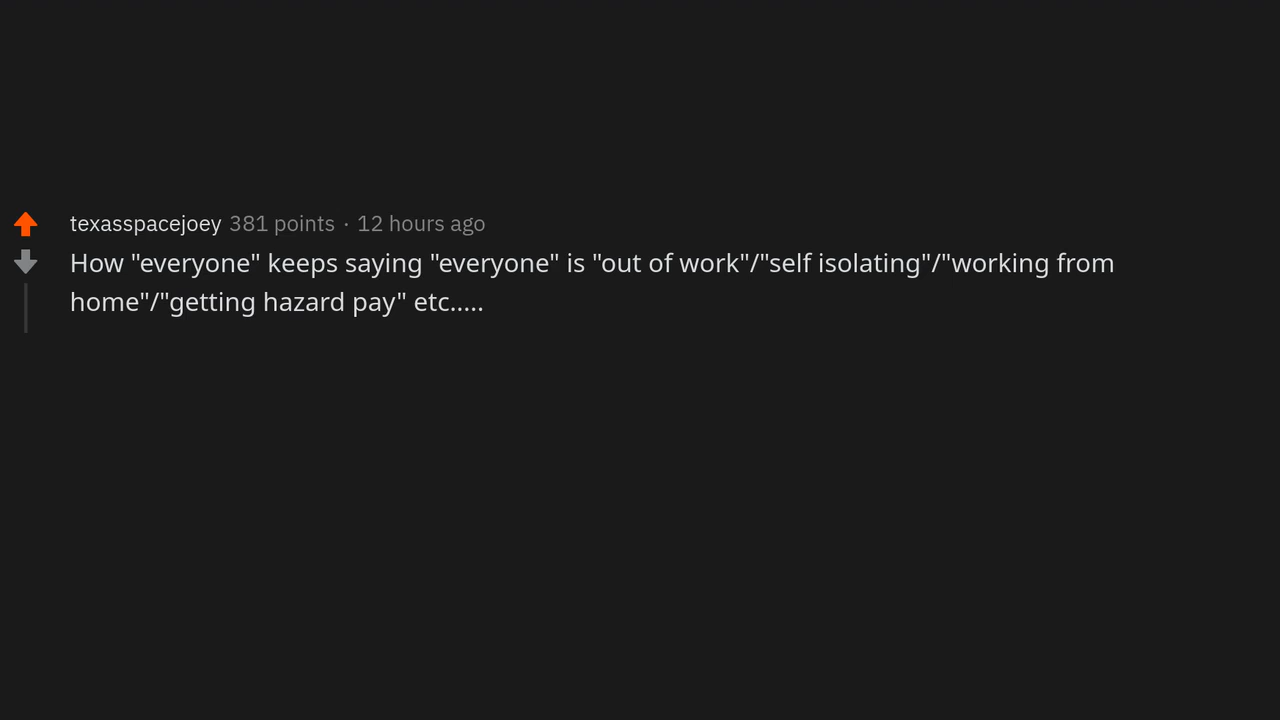 texasspacejoey 381 points · 12 hours ago
How "everyone" keeps saying "everyone" is "out of work"/"self isolating"/"working from
home"/"getting hazard pay" etc.....